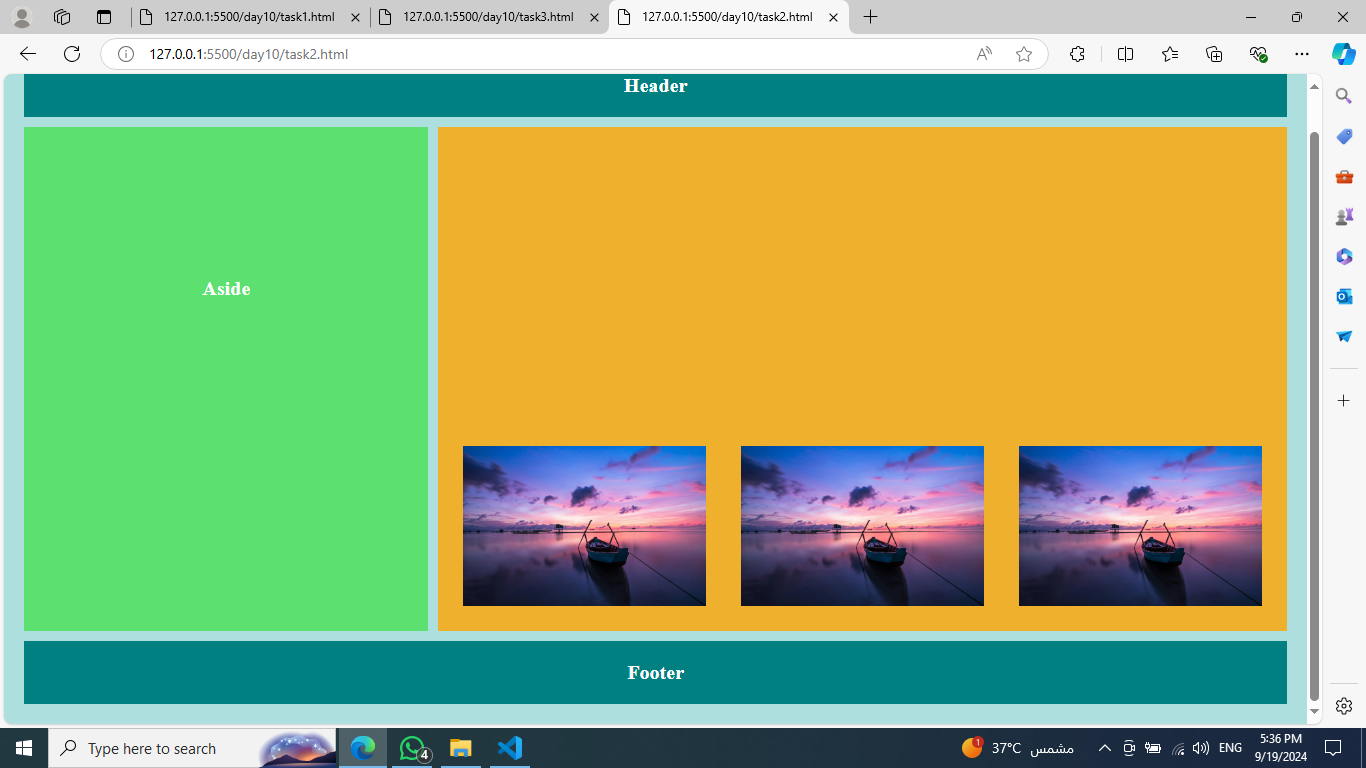 127.0.0.1:5500/day10/task1.html
127.0.0.1:5500/day10/task3.html
127.0.0.1:5500/day10/task2.html
127.0.0.1:5500/day10/task2.html
Header
Aside
Footer
Type here to search
4
1
37°C مشمس
ENG
5:36 PM
9/19/2024